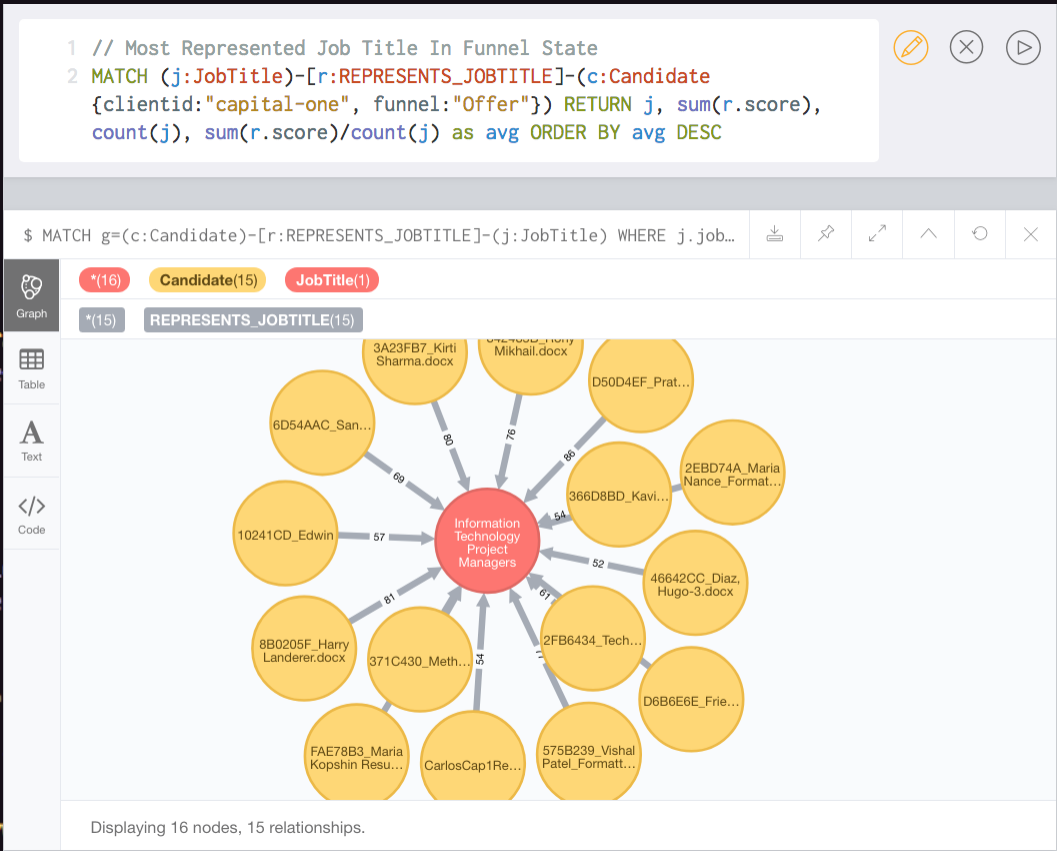 1 // Most Represented Job Title In Funnel State
2 MATCH (j:JobTitle)-[r:REPRESENTS_JOBTITLE]-(c:Candidate
{clientid:"capital-one", funnel:"Offer"}) RETURN j, sum(r.score),
count(j), sum(r.score)/count(j) as avg ORDER BY avg DESC
$ MATCH g=(c:Candidate)-[r:REPRESENTS_JOBTITLE]-(j:JobTitle) WHERE j.job…
*(16) Candidate(15) JobTitle(1)
*(15) REPRESENTS_JOBTITLE(15)
Graph
Table
Text
Code
3A23FB7_Kirti
Sharma.docx
Mikhail.docx
D50D4EF_Prat…
6D54AAC_San…
80
76
86
69
2EBD74A_Maria
Nance_Format…
366D8BD_Kavi…
54
10241CD_Edwin
57
Information
Technology
Project
Managers
52
46642CC_Diaz,
Hugo-3.docx
81
61
8B0205F_Harry
Landerer.docx
371C430_Meth…
54
2FB6434_Tech…
D6B6E6E_Frie…
FAE78B3_Maria
Kopshin Resu…
CarlosCap1Re…
575B239_Vishal
Patel_Formatt…
Displaying 16 nodes, 15 relationships.